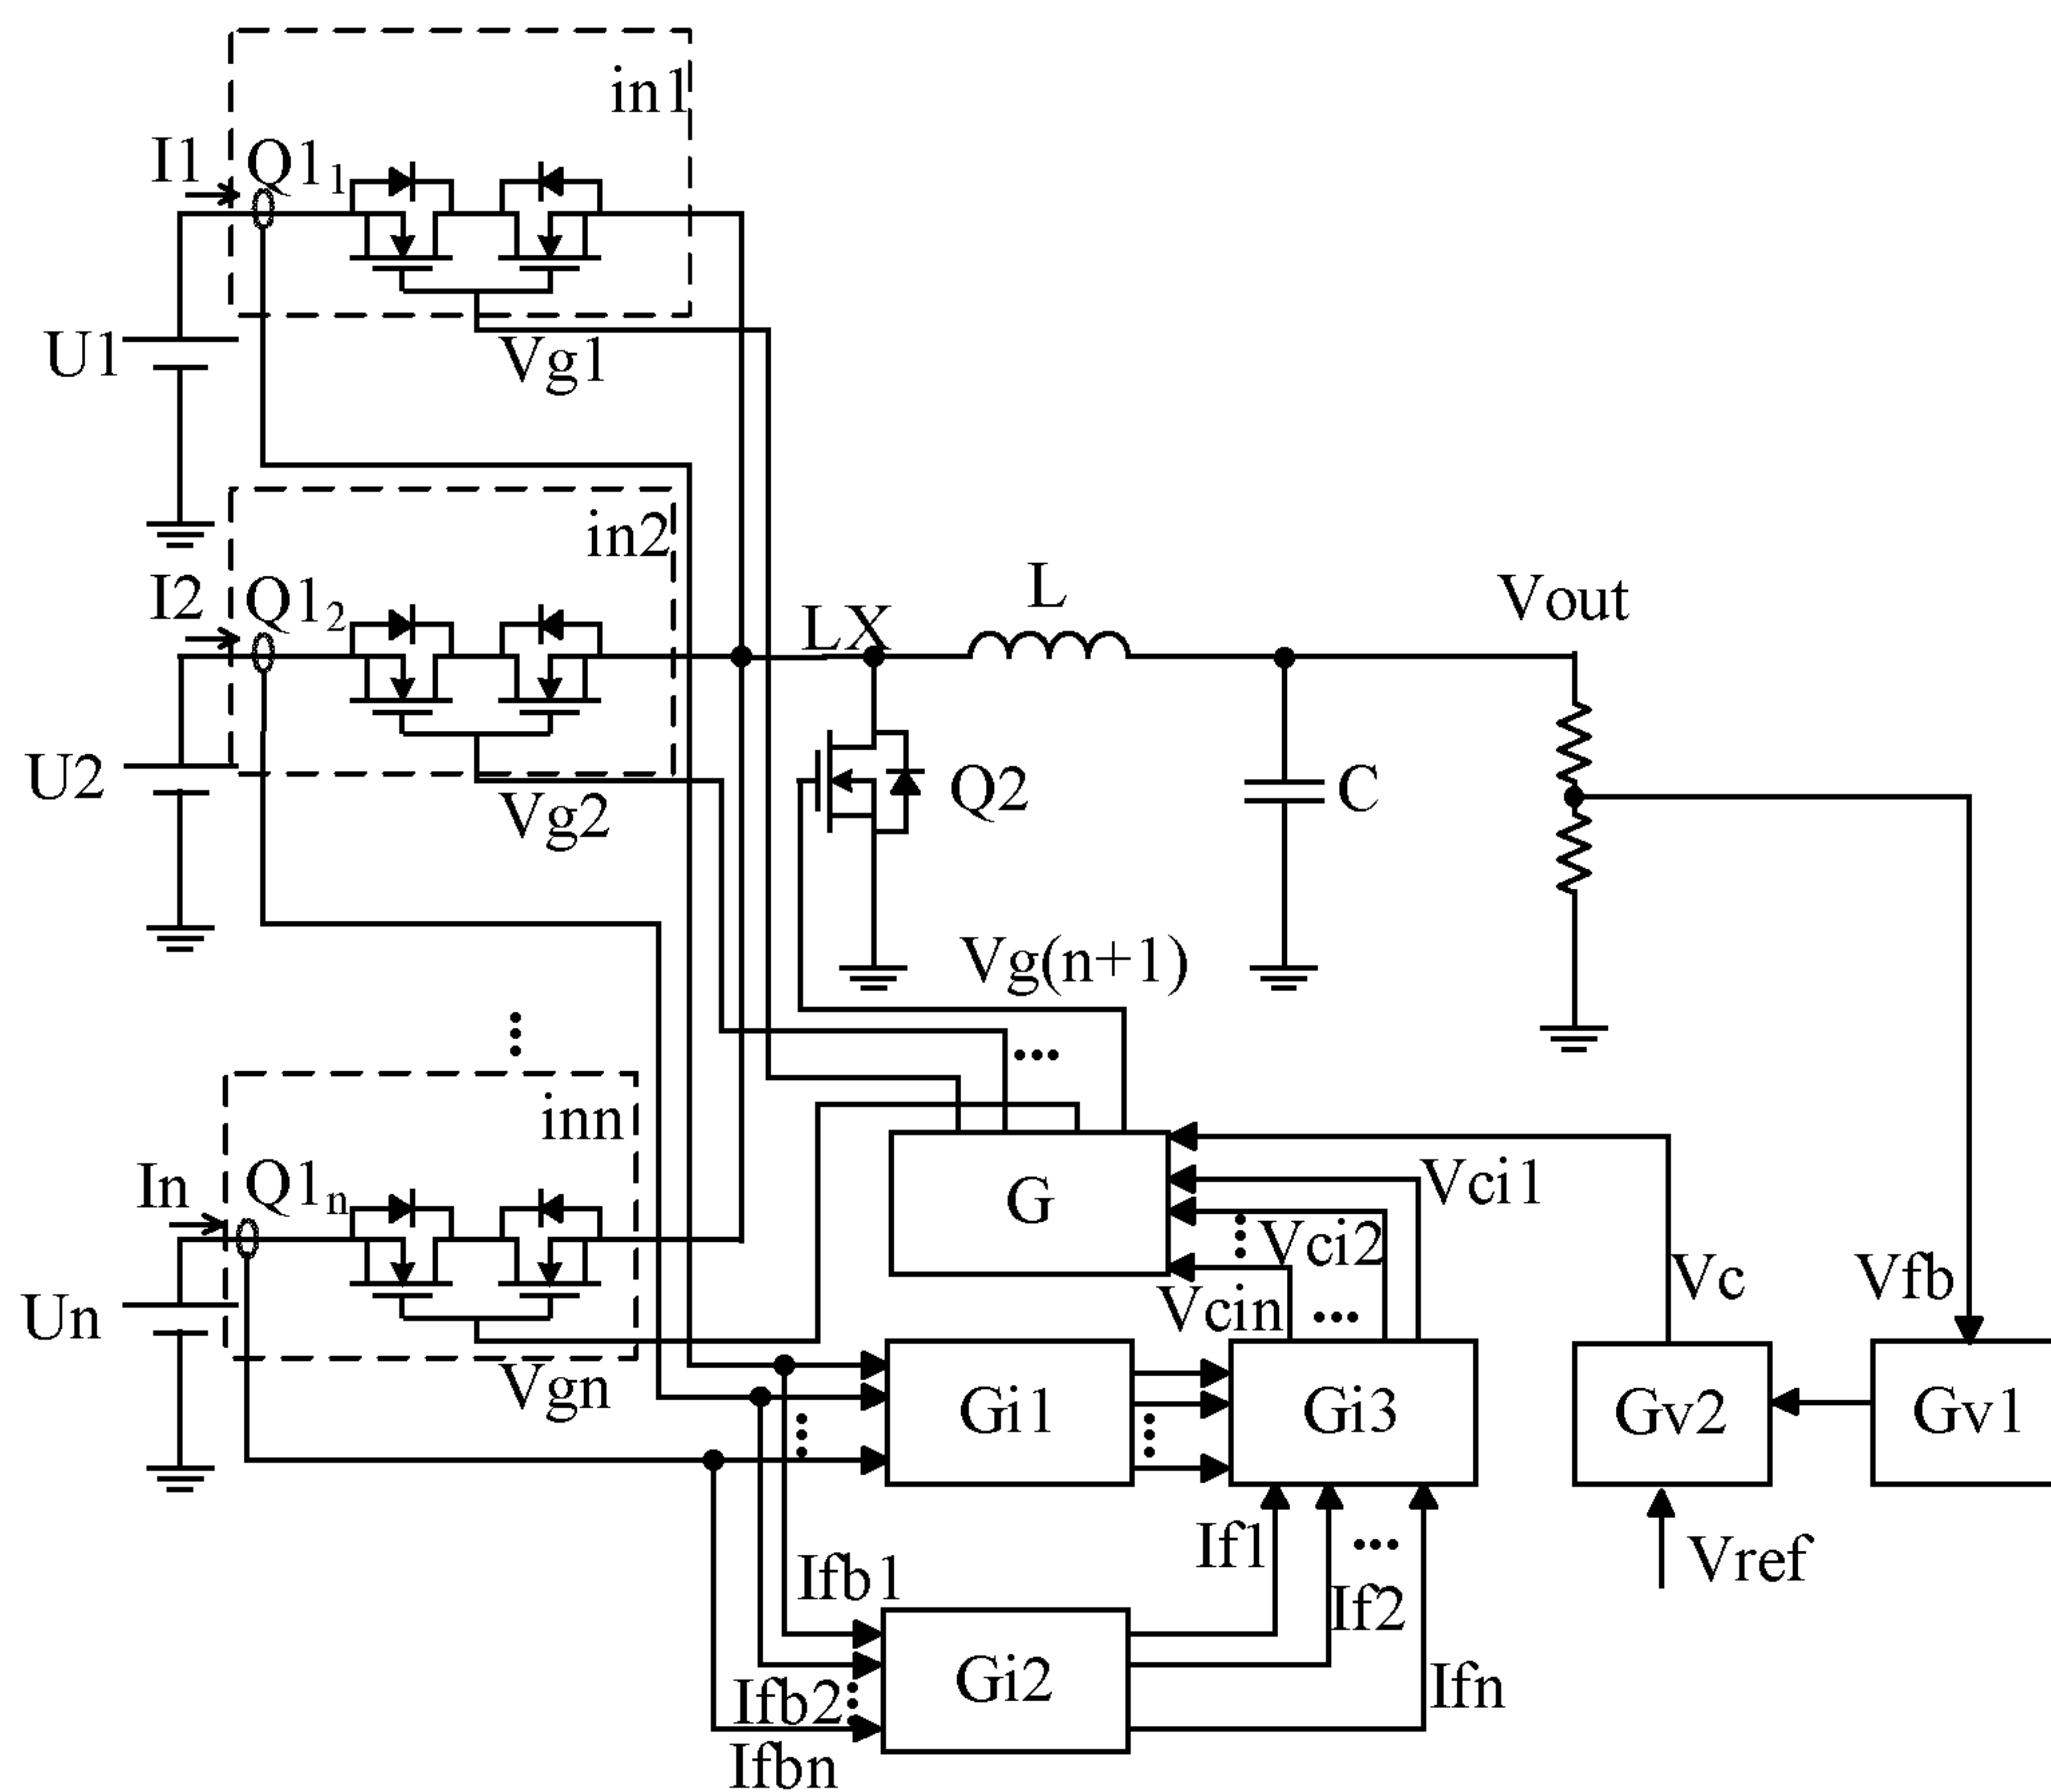 in1
I1
Q1₁
U1
Vg1
in2
I2
Q1₂
LX
L
Vout
U2
Vg2
Q2
C
Vg(n+1)
inn
In
Q1ₙ
Un
Vgn
G
Vci1
Vci2
Vcin
Vc
Vfb
Gi1
Gi3
Gv2
Gv1
Ifb1
If1
If2
Vref
Ifb2
Gi2
Ifn
Ifbn